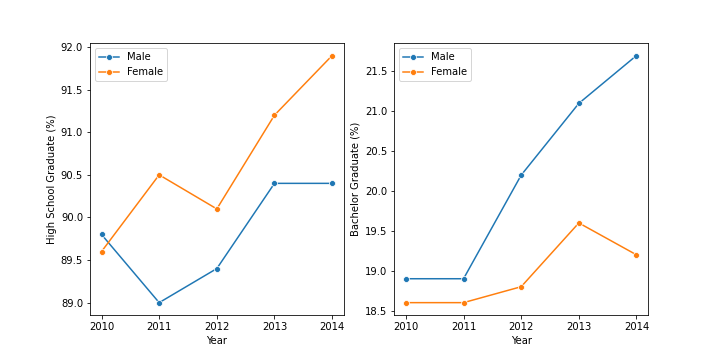 Male
Female
92.0
91.5
91.0
90.5
90.0
89.5
89.0
High School Graduate (%)
2010 2011 2012 2013 2014
Year
Male
Female
21.5
21.0
20.5
20.0
19.5
19.0
18.5
Bachelor Graduate (%)
2010 2011 2012 2013 2014
Year